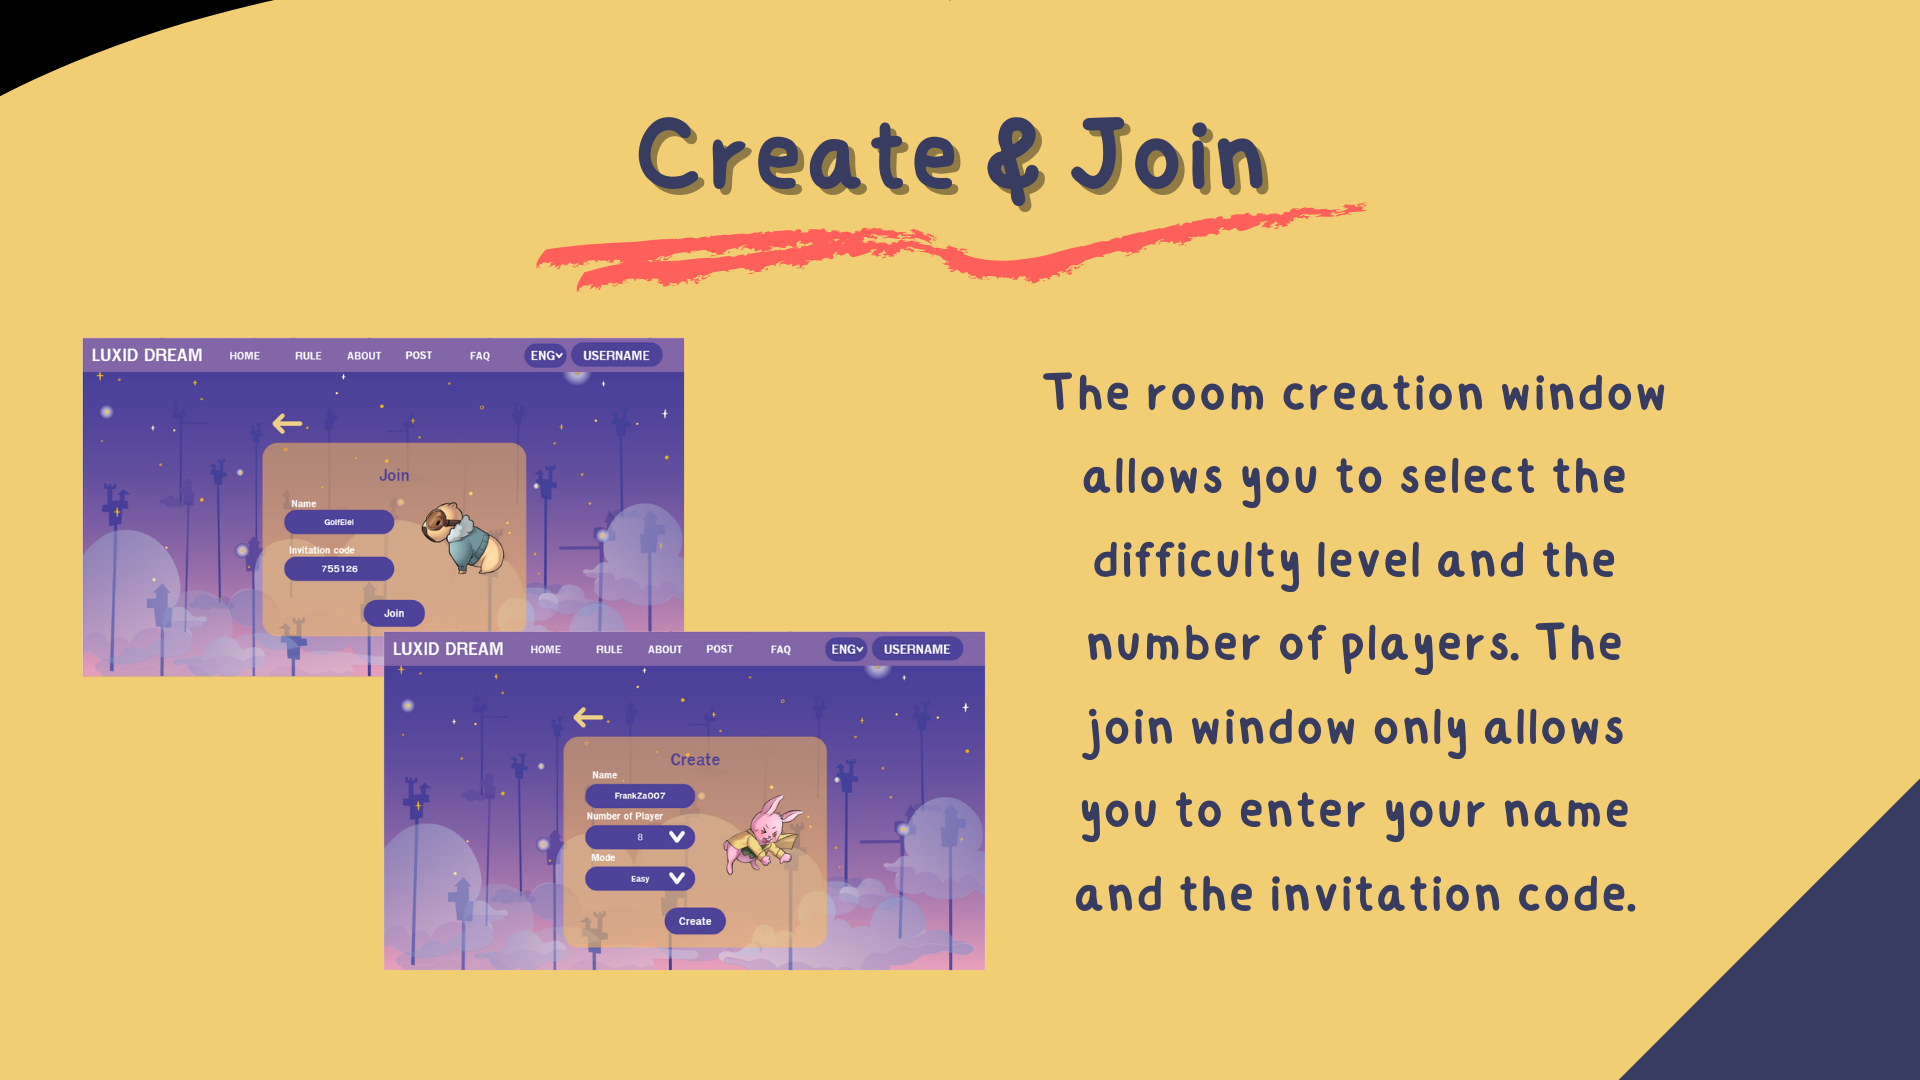 Create & Join
LUXID DREAM HOME RULE ABOUT POST FAQ ENG USERNAME
Join
Name
GolfEiei
Invitation code
755126
Join
LUXID DREAM HOME RULE ABOUT POST FAQ ENG USERNAME
Create
Name
FrankZa007
Number of Player
8
Mode
Easy
Create
The room creation window
allows you to select the
difficulty level and the
number of players. The
join window only allows
you to enter your name
and the invitation code.